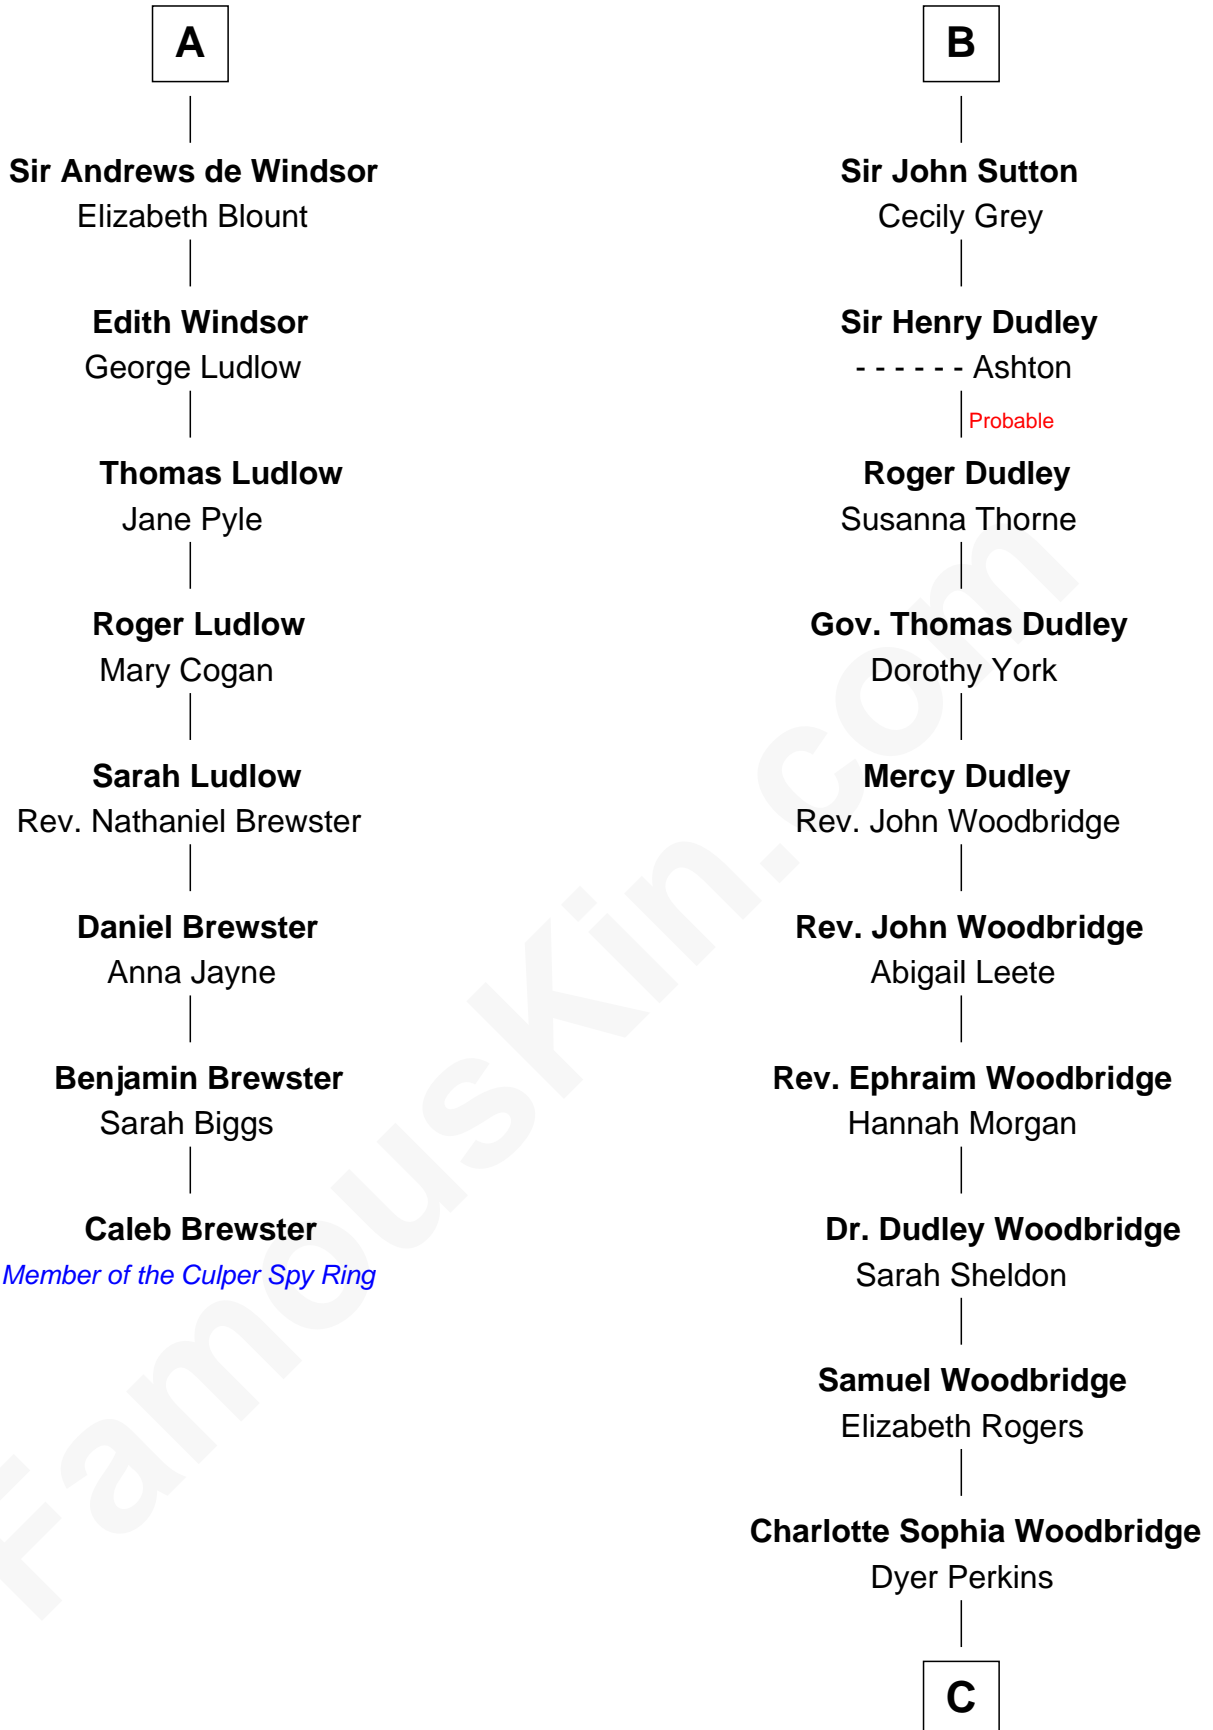 A
Sir Andrews de Windsor
Elizabeth Blount
Edith Windsor
George Ludlow
Thomas Ludlow
Jane Pyle
Roger Ludlow
Mary Cogan
Sarah Ludlow
Rev. Nathaniel Brewster
Daniel Brewster
Anna Jayne
Benjamin Brewster
Sarah Biggs
Caleb Brewster
Member of the Culper Spy Ring
B
Sir John Sutton
Cecily Grey
Sir Henry Dudley
- - - - - - Ashton
Probable
Roger Dudley
Susanna Thorne
Gov. Thomas Dudley
Dorothy York
Mercy Dudley
Rev. John Woodbridge
Rev. John Woodbridge
Abigail Leete
Rev. Ephraim Woodbridge
Hannah Morgan
Dr. Dudley Woodbridge
Sarah Sheldon
Samuel Woodbridge
Elizabeth Rogers
Charlotte Sophia Woodbridge
Dyer Perkins
C
FamousKin.com